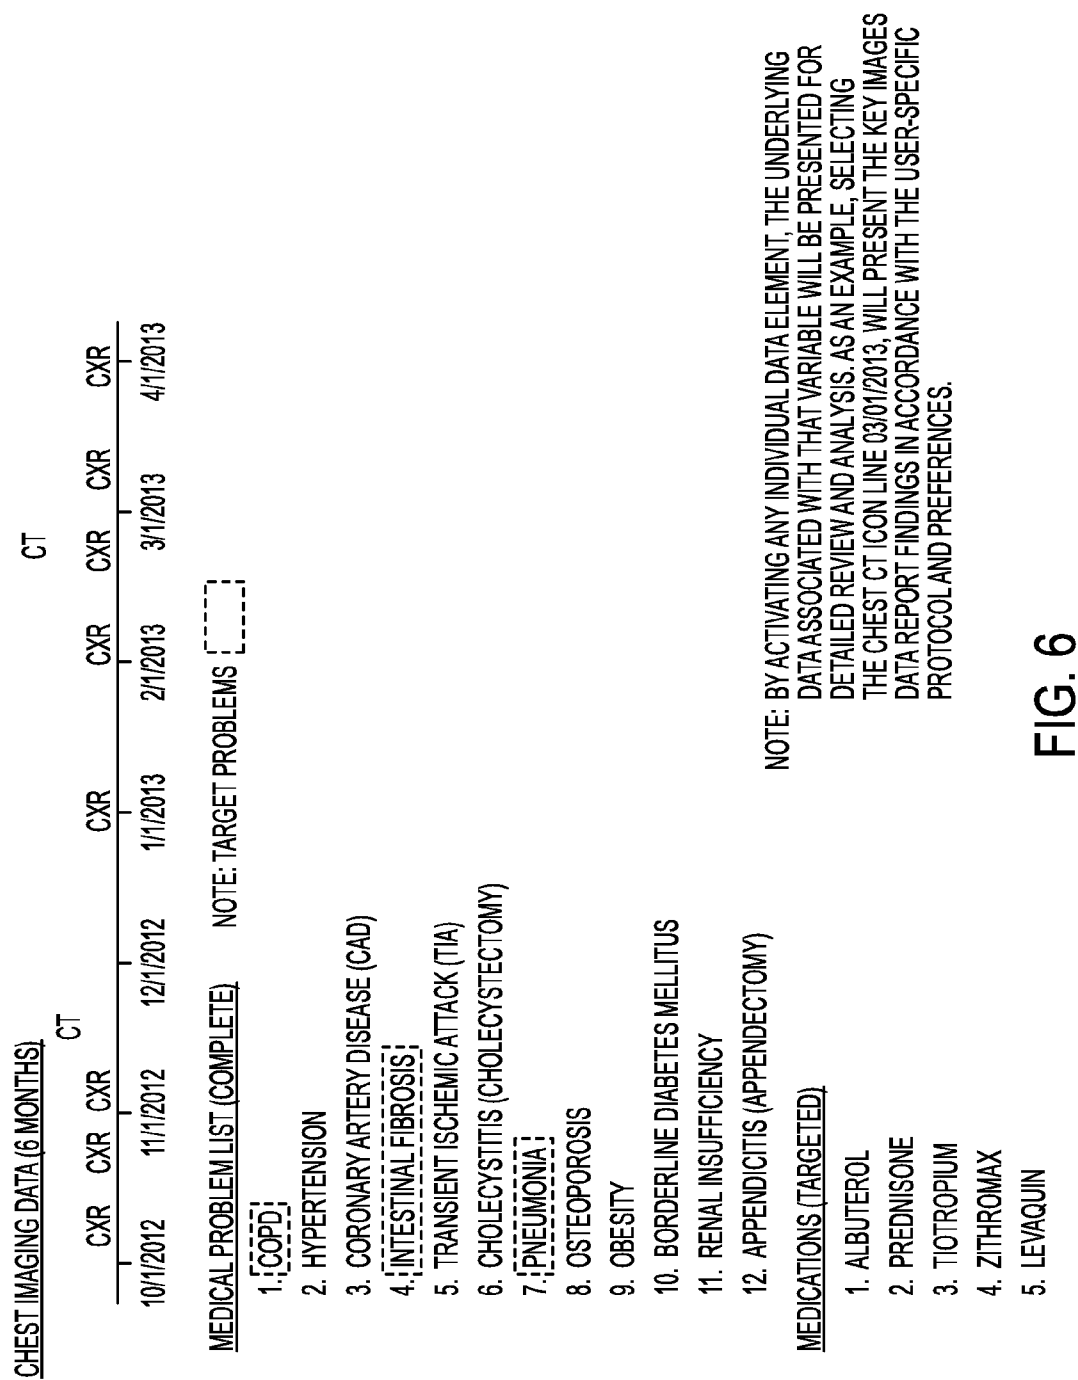 CHEST IMAGING DATA (6 MONTHS)
CT CT
CXR CXR CXR CXR CXR CXR CXR CXR
10/1/2012 11/1/2012 12/1/2012 1/1/2013 2/1/2013 3/1/2013 4/1/2013
MEDICAL PROBLEM LIST (COMPLETE) NOTE: TARGET PROBLEMS
1. COPD
2. HYPERTENSION
3. CORONARY ARTERY DISEASE (CAD)
4. INTESTINAL FIBROSIS
5. TRANSIENT ISCHEMIC ATTACK (TIA)
6. CHOLECYSTITIS (CHOLECYSTECTOMY)
7. PNEUMONIA
8. OSTEOPOROSIS
9. OBESITY
10. BORDERLINE DIABETES MELLITUS
11. RENAL INSUFFICIENCY
12. APPENDICITIS (APPENDECTOMY)
MEDICATIONS (TARGETED)
1. ALBUTEROL
2. PREDNISONE
3. TIOTROPIUM
4. ZITHROMAX
5. LEVAQUIN
NOTE: BY ACTIVATING ANY INDIVIDUAL DATA ELEMENT, THE UNDERLYING
DATA ASSOCIATED WITH THAT VARIABLE WILL BE PRESENTED FOR
DETAILED REVIEW AND ANALYSIS. AS AN EXAMPLE, SELECTING
THE CHEST CT ICON LINE 03/01/2013, WILL PRESENT THE KEY IMAGES
DATA REPORT FINDINGS IN ACCORDANCE WITH THE USER-SPECIFIC
PROTOCOL AND PREFERENCES.
FIG. 6